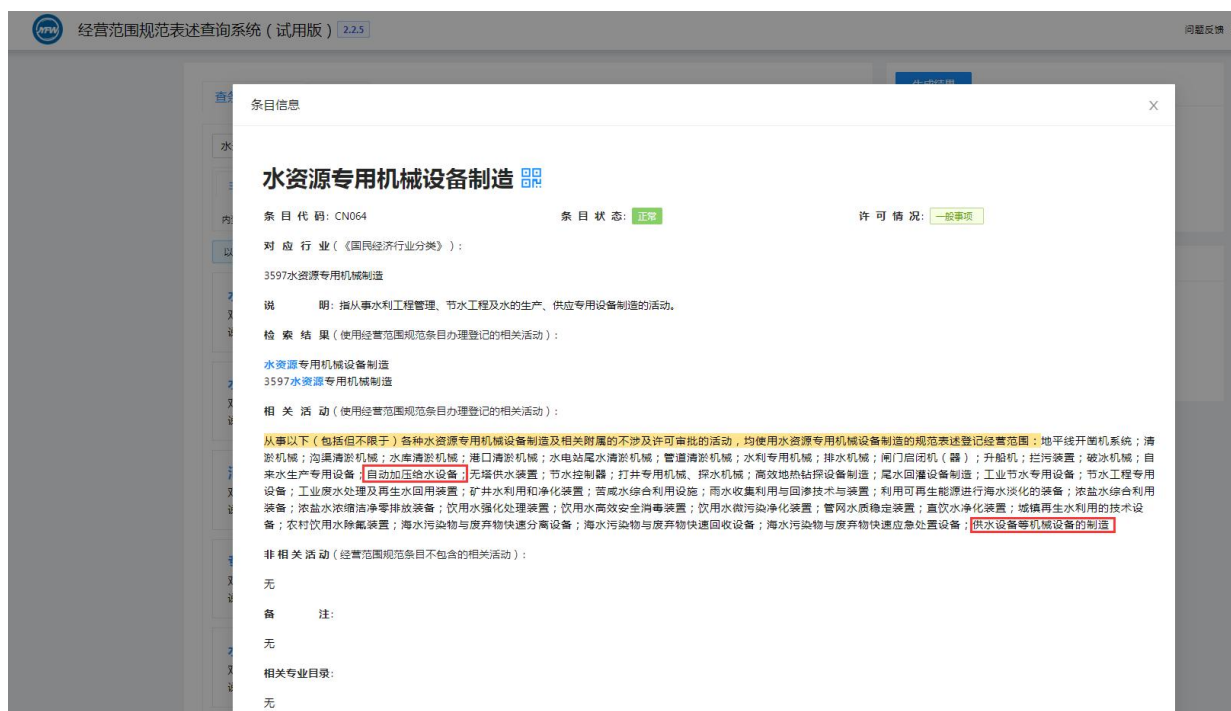 经营范围规范表述查询系统（试用版） 2.2.5
问题反馈
条目信息
水资源专用机械设备制造
条 目 代 码: CN064 条 目 状 态: 正常 许 可 情 况: 一般事项
对 应 行 业（《国民经济行业分类》）:
3597水资源专用机械制造
说 明: 指从事水利工程管理、节水工程及水的生产、供应专用设备制造的活动。
检 索 结 果（使用经营范围规范条目办理登记的相关活动）:
水资源专用机械设备制造
3597水资源专用机械制造
相 关 活 动（使用经营范围规范条目办理登记的相关活动）:
从事以下（包括但不限于）各种水资源专用机械设备制造及相关附属的不涉及许可审批的活动，均使用水资源专用机械设备制造的规范表述登记经营范围：地平线开凿机系统；清
淤机械；沟渠清淤机械；水库清淤机械；港口清淤机械；水电站尾水清淤机械；管道清淤机械；水利专用机械；排水机械；闸门启闭机（器）；升船机；拦污装置；破冰机械；自
来水生产专用设备；自动加压给水设备；无塔供水装置；节水控制器；打井专用机械、探水机械；高效地热钻探设备制造；尾水回灌设备制造；工业节水专用设备；节水工程专用
设备；工业废水处理及再生水回用装置；矿井水利用和净化装置；苦咸水综合利用设施；雨水收集利用与回渗技术与装置；利用可再生能源进行海水淡化的装备；浓盐水综合利用
装备；浓盐水浓缩洁净零排放装备；饮用水强化处理装置；饮用水高效安全消毒装置；饮用水微污染净化装置；管网水质稳定装置；直饮水净化装置；城镇再生水利用的技术设
备；农村饮用水除氟装置；海水污染物与废弃物快速分离设备；海水污染物与废弃物快速回收设备；海水污染物与废弃物快速应急处置设备；供水设备等机械设备的制造
非 相 关 活 动（经营范围规范条目不包含的相关活动）:
无
备 注:
无
相关专业目录:
无